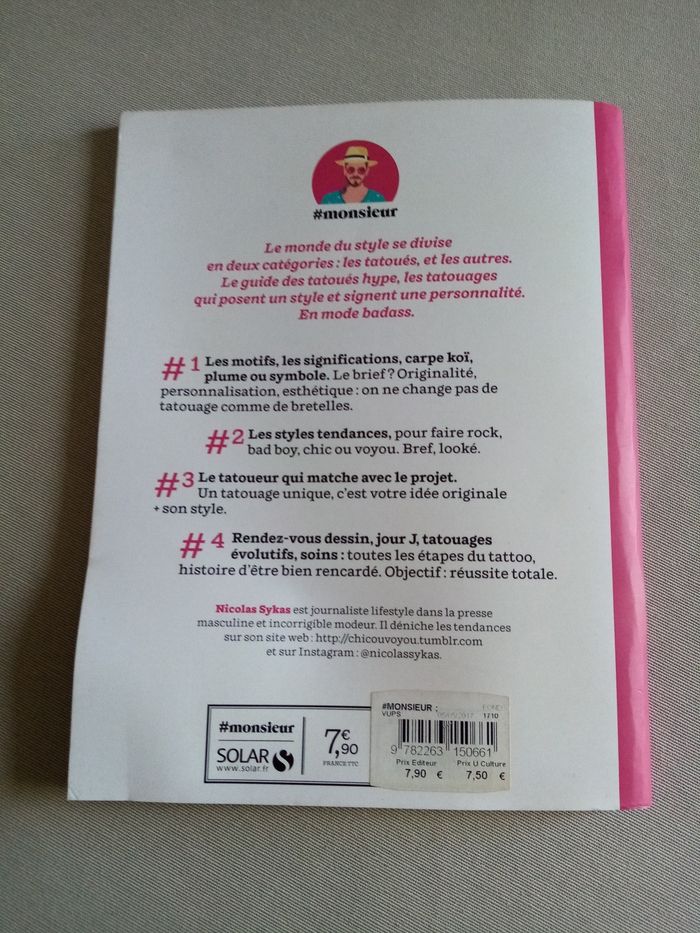 #monsieur
Le monde du style se divise
en deux catégories : les tatoués, et les autres.
Le guide des tatoués hype, les tatouages
qui posent un style et signent une personnalité.
En mode badass.
#1 Les motifs, les significations, carpe koï,
plume ou symbole. Le brief ? Originalité,
personnalisation, esthétique : on ne change pas de
tatouage comme de bretelles.
#2 Les styles tendances, pour faire rock,
bad boy, chic ou voyou. Bref, looké.
#3 Le tatoueur qui matche avec le projet.
Un tatouage unique, c'est votre idée originale
+ son style.
#4 Rendez-vous dessin, jour J, tatouages
évolutifs, soins : toutes les étapes du tattoo,
histoire d'être bien rencardé. Objectif : réussite totale.
Nicolas Sykas est journaliste lifestyle dans la presse
masculine et incorrigible modeur. Il déniche les tendances
sur son site web : http://chicouvoyou.tumblr.com
et sur Instagram : @nicolassykas.
#monsieur
SOLAR
www.solar.fr
7,€90
FRANCE TTC
#MONSIEUR : FOND
VUPS 1710
9 782263 150661
Prix Editeur Prix U Culture
7,90 € 7,50 €